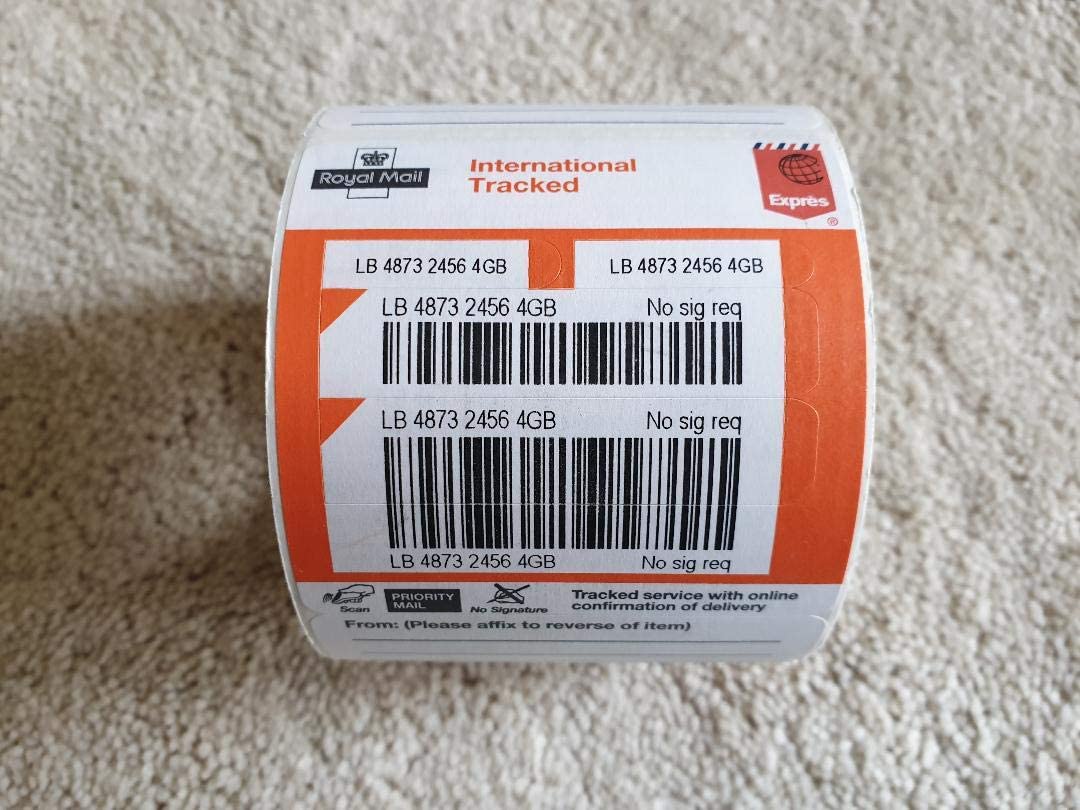 Royal Mail
International
Tracked
Exprès
®
LB 4873 2456 4GB
LB 4873 2456 4GB
LB 4873 2456 4GB No sig req
LB 4873 2456 4GB No sig req
LB 4873 2456 4GB No sig req
Scan
PRIORITY
MAIL
No Signature
Tracked service with online
confirmation of delivery
From: (Please affix to reverse of item)